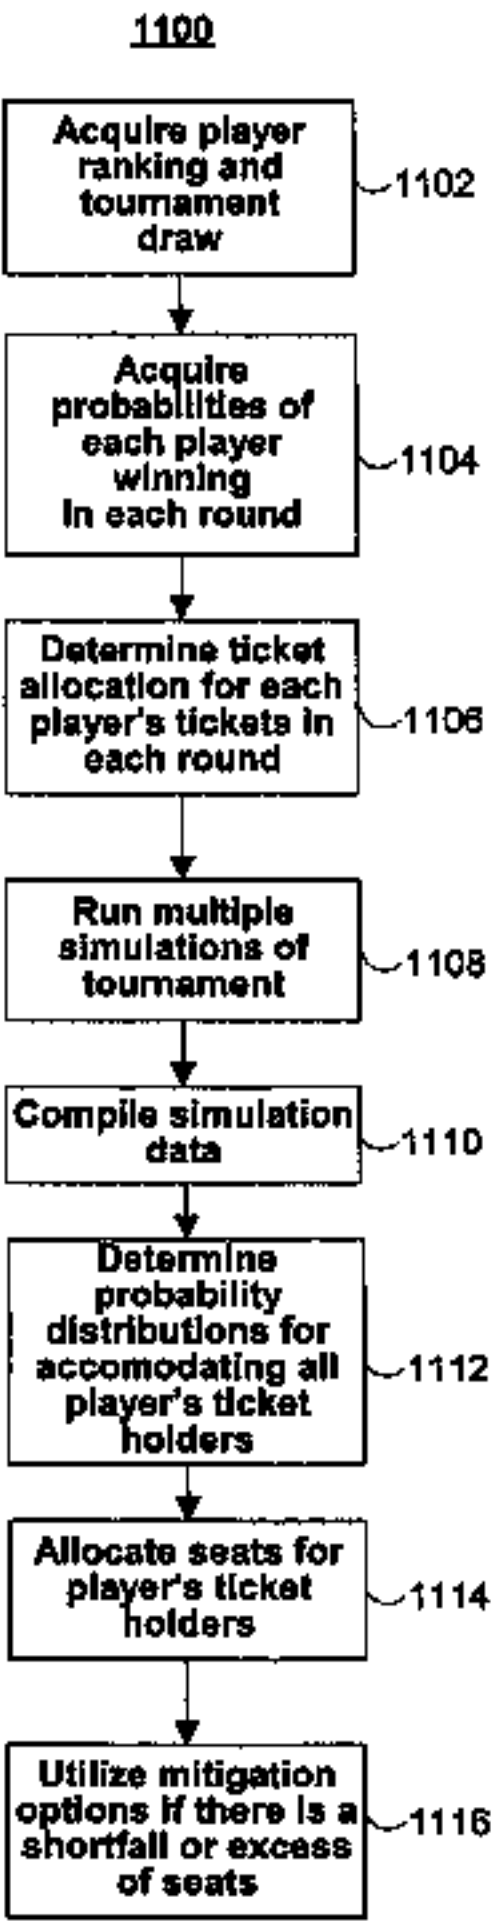 1100
Acquire player
ranking and
tournament
draw
1102
Acquire
probabilities of
each player
winning
in each round
1104
Determine ticket
allocation for each
player's tickets in
each round
1106
Run multiple
simulations of
tournament
1108
Compile simulation
data
1110
Determine
probability
distributions for
accomodating all
player's ticket
holders
1112
Allocate seats for
player's ticket
holders
1114
Utilize mitigation
options if there is a
shortfall or excess
of seats
1116